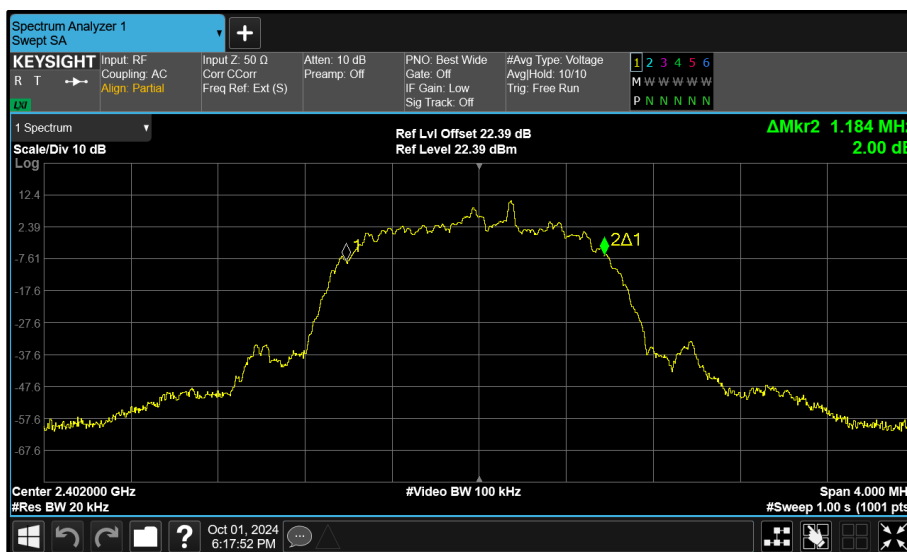 Spectrum Analyzer 1
Swept SA
KEYSIGHT
R T
LXI
Input: RF
Coupling: AC
Align: Partial
Input Z: 50 Ω
Corr CCorr
Freq Ref: Ext (S)
Atten: 10 dB
Preamp: Off
PNO: Best Wide
Gate: Off
IF Gain: Low
Sig Track: Off
#Avg Type: Voltage
Avg|Hold: 10/10
Trig: Free Run
1 2 3 4 5 6
M W W W W W
P N N N N N
1 Spectrum
Scale/Div 10 dB
Ref Lvl Offset 22.39 dB
Ref Level 22.39 dBm
ΔMkr2 1.184 MHz
2.00 dB
Log
12.4
2.39
-7.61
-17.6
-27.6
-37.6
-47.6
-57.6
-67.6
1
2Δ1
Center 2.402000 GHz
#Res BW 20 kHz
#Video BW 100 kHz
Span 4.000 MH
#Sweep 1.00 s (1001 pts
?
Oct 01, 2024
6:17:52 PM